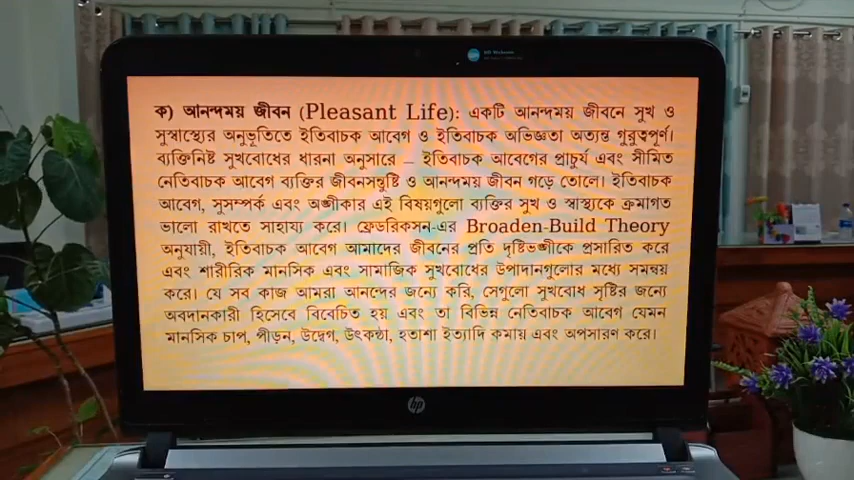 ক) আনন্দময় জীবন (Pleasant Life): একটি আনন্দময় জীবনে সুখ ও
সুস্বাস্থ্যের অনুভূতিতে ইতিবাচক আবেগ ও ইতিবাচক অভিজ্ঞতা অত্যন্ত গুরুত্বপূর্ণ।
ব্যক্তিনিষ্ট সুখবোধের ধারনা অনুসারে – ইতিবাচক আবেগের প্রাচুর্য এবং সীমিত
নেতিবাচক আবেগ ব্যক্তির জীবনসন্তুষ্টি ও আনন্দময় জীবন গড়ে তোলো ইতিবাচক
আবেগ, সুসম্পর্ক এবং অঙ্গীকার এই বিষয়গুলো ব্যক্তির সুখ ও স্বাস্থ্যকে ক্রমাগত
ভালো রাখতে সাহায্য করে। ফ্রেডরিকসন-এর Broaden-Build Theory
অনুযায়ী, ইতিবাচক আবেগ আমাদের জীবনের প্রতি দৃষ্টিভঙ্গীকে প্রসারিত করে
এবং শারীরিক মানসিক এবং সামাজিক সুখবোধের উপাদানগুলোর মধ্যে সমন্বয়
করে। যে সব কাজ আমরা আনন্দের জন্যে করি, সেগুলো সুখবোধ সৃষ্টির জন্যে
অবদানকারী হিসেবে বিবেচিত হয় এবং তা বিভিন্ন নেতিবাচক আবেগ যেমন
মানসিক চাপ, পীড়ন, উদ্বেগ, উৎকণ্ঠা, হতাশা ইত্যাদি কমায় এবং অপসারণ করে।
hp